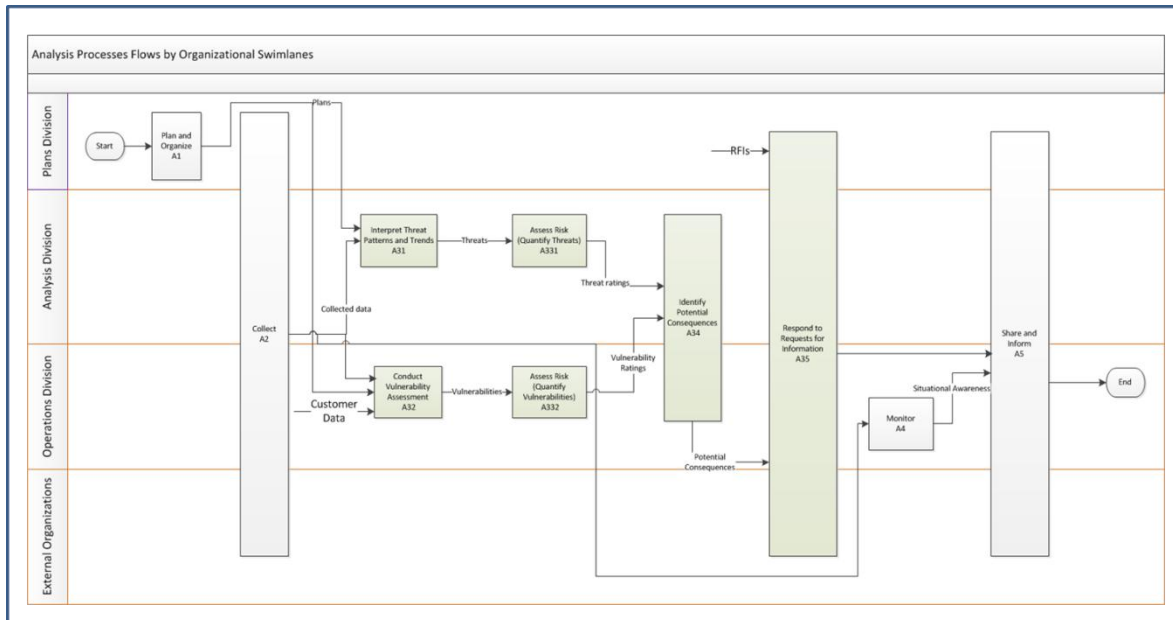 Analysis Processes Flows by Organizational Swimlanes
Plans Division
Start
Plan and
Organize
A1
Plans
RFIs
Analysis Division
Collect
A2
Interpret Threat
Patterns and Trends
A31
Threats
Assess Risk
(Quantify Threats)
A331
Threat ratings
Collected data
Identify
Potential
Consequences
A34
Respond to
Requests for
Information
A35
Share and
Inform
A5
Operations Division
Conduct
Vulnerability
Assessment
A32
Customer
Data
Vulnerabilities
Assess Risk
(Quantify
Vulnerabilities)
A332
Vulnerability
Ratings
Potential
Consequences
Monitor
A4
Situational Awareness
End
External Organizations